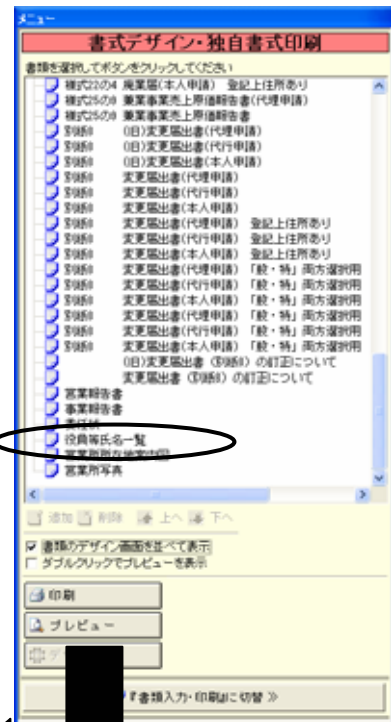 メニュー
書式デザイン・独自書式印刷
書類を選択してボタンをクリックしてください
様式22の4 廃業届(本人申請) 登記上住所あり
様式25の8 兼業事業売上原価報告書(代理申請)
様式25の8 兼業事業売上原価報告書
別紙8 (旧)変更届出書(代理申請)
別紙8 (旧)変更届出書(代行申請)
別紙8 (旧)変更届出書(本人申請)
別紙8 変更届出書(代理申請)
別紙8 変更届出書(代行申請)
別紙8 変更届出書(本人申請)
別紙8 変更届出書(代理申請) 登記上住所あり
別紙8 変更届出書(代行申請) 登記上住所あり
別紙8 変更届出書(本人申請) 登記上住所あり
別紙8 変更届出書(代理申請) 「般・特」両方選択用
別紙8 変更届出書(代行申請) 「般・特」両方選択用
別紙8 変更届出書(本人申請) 「般・特」両方選択用
別紙8 変更届出書(代理申請) 「般・特」両方選択用
別紙8 変更届出書(代行申請) 「般・特」両方選択用
別紙8 変更届出書(本人申請) 「般・特」両方選択用
(旧)変更届出書(別紙8)の訂正について
変更届出書(別紙8)の訂正について
営業報告書
事業報告書
委任状
役員等氏名一覧
営業所所在地案内図
営業所写真
追加 削除 上へ 下へ
書類のデザイン画面を並べて表示
ダブルクリックでプレビューを表示
印刷
プレビュー
『書類入力・印刷』に切替 ≫